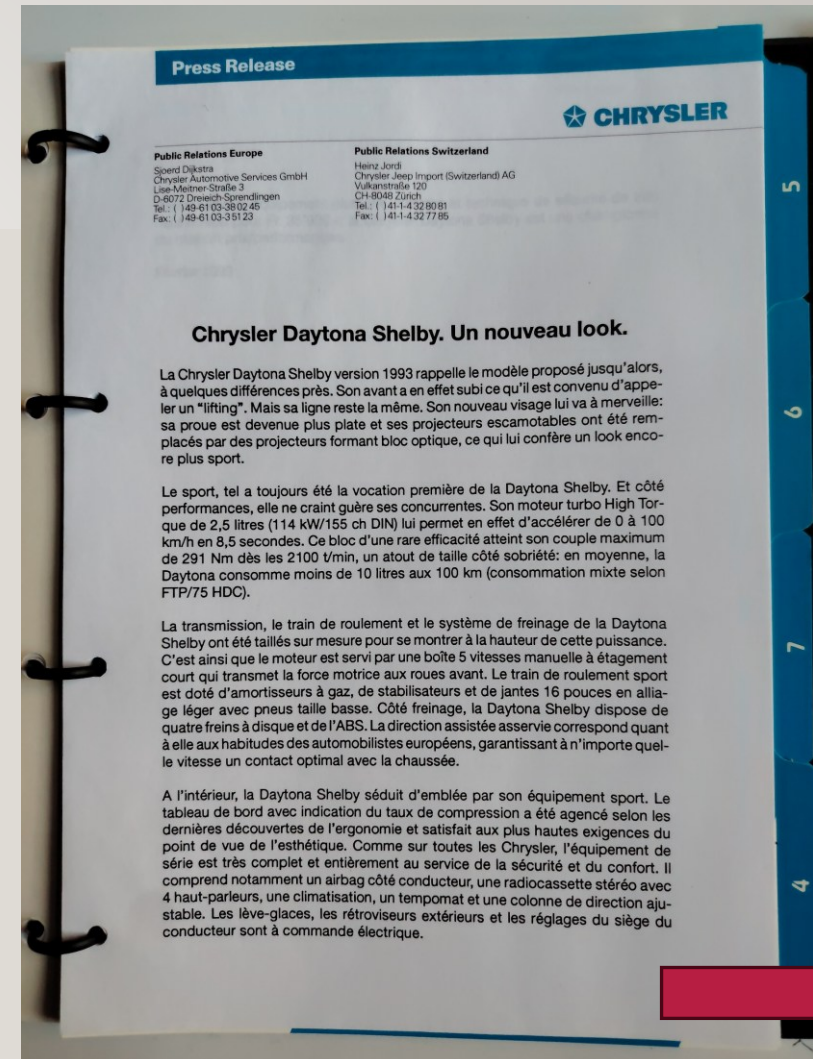 Press Release
CHRYSLER
Public Relations Europe
Sjoerd Dijkstra
Chrysler Automotive Services GmbH
Lise-Meitner-Straße 3
D-6072 Dreieich-Sprendlingen
Tel.: ( )49-61 03-38 02 45
Fax: ( )49-61 03-3 51 23
Public Relations Switzerland
Heinz Jordi
Chrysler Jeep Import (Switzerland) AG
Vulkanstraße 120
CH-8048 Zürich
Tel.: ( )41-1-4 32 80 81
Fax: ( )41-1-4 32 77 85
Chrysler Daytona Shelby. Un nouveau look.
La Chrysler Daytona Shelby version 1993 rappelle le modèle proposé jusqu'alors,
à quelques différences près. Son avant a en effet subi ce qu'il est convenu d'appe-
ler un "lifting". Mais sa ligne reste la même. Son nouveau visage lui va à merveille:
sa proue est devenue plus plate et ses projecteurs escamotables ont été rem-
placés par des projecteurs formant bloc optique, ce qui lui confère un look enco-
re plus sport.
Le sport, tel a toujours été la vocation première de la Daytona Shelby. Et côté
performances, elle ne craint guère ses concurrentes. Son moteur turbo High Tor-
que de 2,5 litres (114 kW/155 ch DIN) lui permet en effet d'accélérer de 0 à 100
km/h en 8,5 secondes. Ce bloc d'une rare efficacité atteint son couple maximum
de 291 Nm dès les 2100 t/min, un atout de taille côté sobriété: en moyenne, la
Daytona consomme moins de 10 litres aux 100 km (consommation mixte selon
FTP/75 HDC).
La transmission, le train de roulement et le système de freinage de la Daytona
Shelby ont été taillés sur mesure pour se montrer à la hauteur de cette puissance.
C'est ainsi que le moteur est servi par une boîte 5 vitesses manuelle à étagement
court qui transmet la force motrice aux roues avant. Le train de roulement sport
est doté d'amortisseurs à gaz, de stabilisateurs et de jantes 16 pouces en allia-
ge léger avec pneus taille basse. Côté freinage, la Daytona Shelby dispose de
quatre freins à disque et de l'ABS. La direction assistée asservie correspond quant
à elle aux habitudes des automobilistes européens, garantissant à n'importe quel-
le vitesse un contact optimal avec la chaussée.
A l'intérieur, la Daytona Shelby séduit d'emblée par son équipement sport. Le
tableau de bord avec indication du taux de compression a été agencé selon les
dernières découvertes de l'ergonomie et satisfait aux plus hautes exigences du
point de vue de l'esthétique. Comme sur toutes les Chrysler, l'équipement de
série est très complet et entièrement au service de la sécurité et du confort. Il
comprend notamment un airbag côté conducteur, une radiocassette stéréo avec
4 haut-parleurs, une climatisation, un tempomat et une colonne de direction aju-
stable. Les lève-glaces, les rétroviseurs extérieurs et les réglages du siège du
conducteur sont à commande électrique.
5
6
7
4